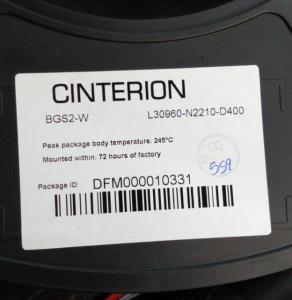 CINTERION
BGS2-W L30960-N2210-D400
Peak package body temperature: 245°C
Mounted within: 72 hours of factory
Package ID: DFM000010331
559